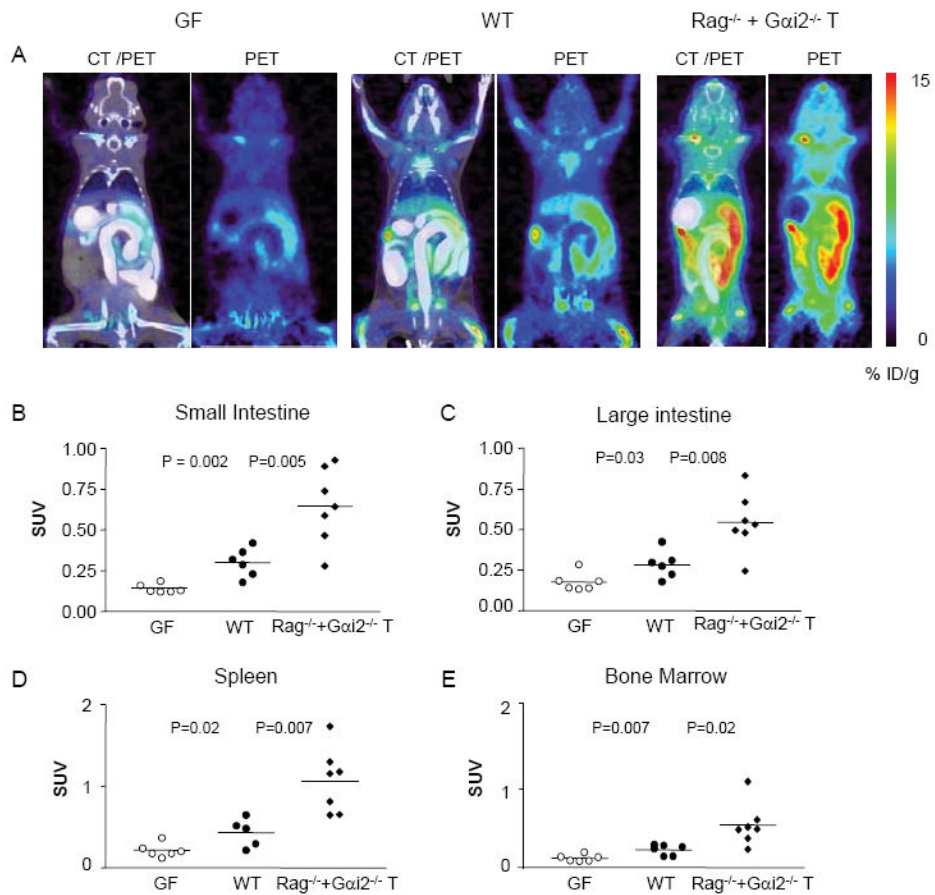 GF WT Rag-/- + Gαi2-/- T
A CT /PET PET CT /PET PET CT /PET PET
15
0
% ID/g
B Small Intestine
1.00
P = 0.002 P=0.005
0.75
SUV
0.50
0.25
0.00
GF WT Rag-/-+Gαi2-/- T
C Large intestine
1.00
P=0.03 P=0.008
0.75
SUV
0.50
0.25
0.00
GF WT Rag-/-+Gαi2-/- T
D Spleen
2
P=0.02 P=0.007
SUV
1
0
GF WT Rag-/-+Gαi2-/- T
E Bone Marrow
2
P=0.007 P=0.02
SUV
1
0
GF WT Rag-/-+Gαi2-/- T